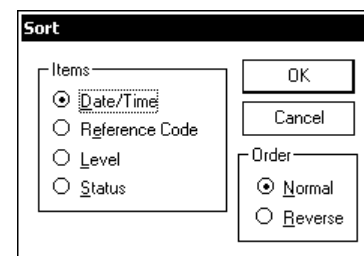 Sort
Items
Date/Time
Reference Code
Level
Status
OK
Cancel
Order
Normal
Reverse